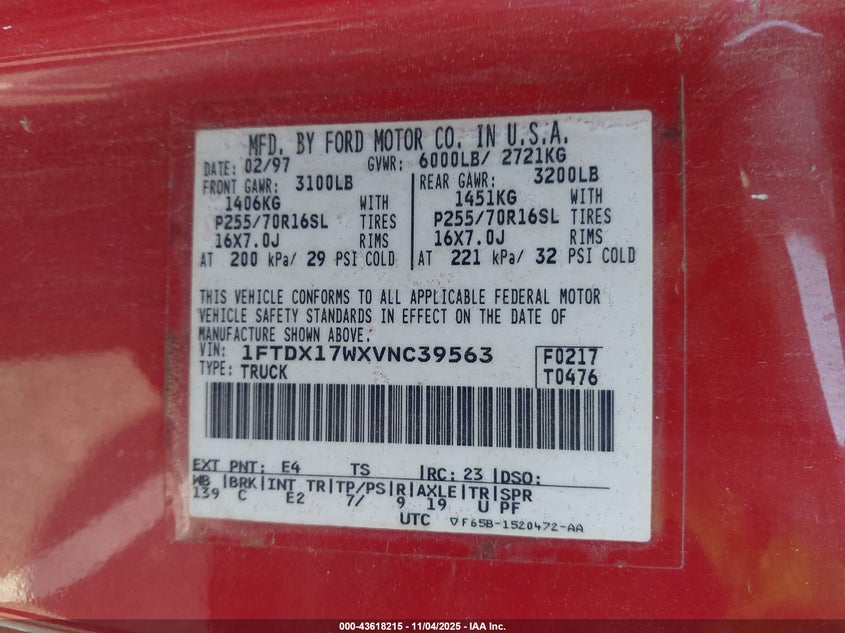 MFD. BY FORD MOTOR CO. IN U.S.A.
DATE: 02/97 GVWR: 6000LB/ 2721KG
FRONT GAWR: 3100LB REAR GAWR: 3200LB
1406KG WITH 1451KG WITH
P255/70R16SL TIRES P255/70R16SL TIRES
16X7.0J RIMS 16X7.0J RIMS
AT 200 kPa/ 29 PSI COLD AT 221 kPa/ 32 PSI COLD
THIS VEHICLE CONFORMS TO ALL APPLICABLE FEDERAL MOTOR
VEHICLE SAFETY STANDARDS IN EFFECT ON THE DATE OF
MANUFACTURE SHOWN ABOVE.
VIN: 1FTDX17WXVNC39563 F0217
TYPE: TRUCK T0476
EXT PNT: E4 TS RC: 23 DSO:
WB BRK INT TR TP/PS R AXLE TR SPR
139 C E2 7/ 9 19 U PF
UTC ▽F65B-1520472-AA
000-43618215 - 11/04/2025 - IAA Inc.